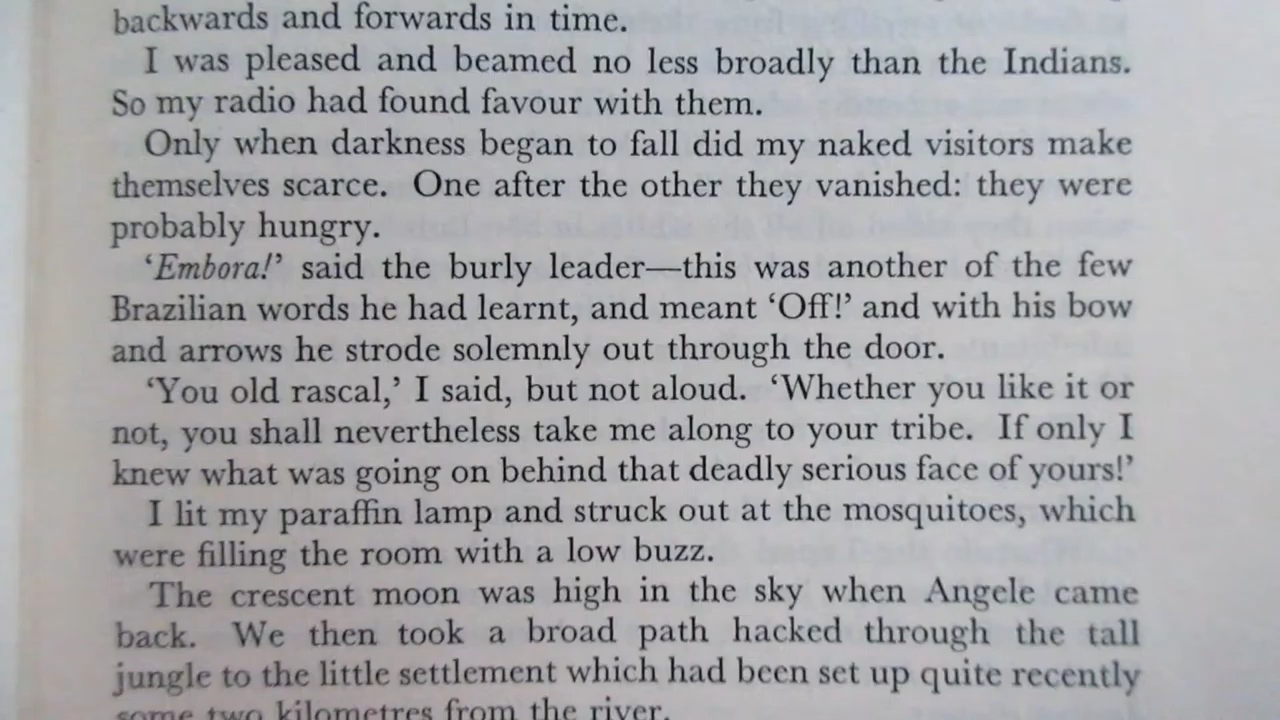 backwards and forwards in time.
I was pleased and beamed no less broadly than the Indians.
So my radio had found favour with them.
Only when darkness began to fall did my naked visitors make
themselves scarce. One after the other they vanished: they were
probably hungry.
‘Embora!’ said the burly leader—this was another of the few
Brazilian words he had learnt, and meant ‘Off!’ and with his bow
and arrows he strode solemnly out through the door.
‘You old rascal,’ I said, but not aloud. ‘Whether you like it or
not, you shall nevertheless take me along to your tribe. If only I
knew what was going on behind that deadly serious face of yours!’
I lit my paraffin lamp and struck out at the mosquitoes, which
were filling the room with a low buzz.
The crescent moon was high in the sky when Angele came
back. We then took a broad path hacked through the tall
jungle to the little settlement which had been set up quite recently
some two kilometres from the river.